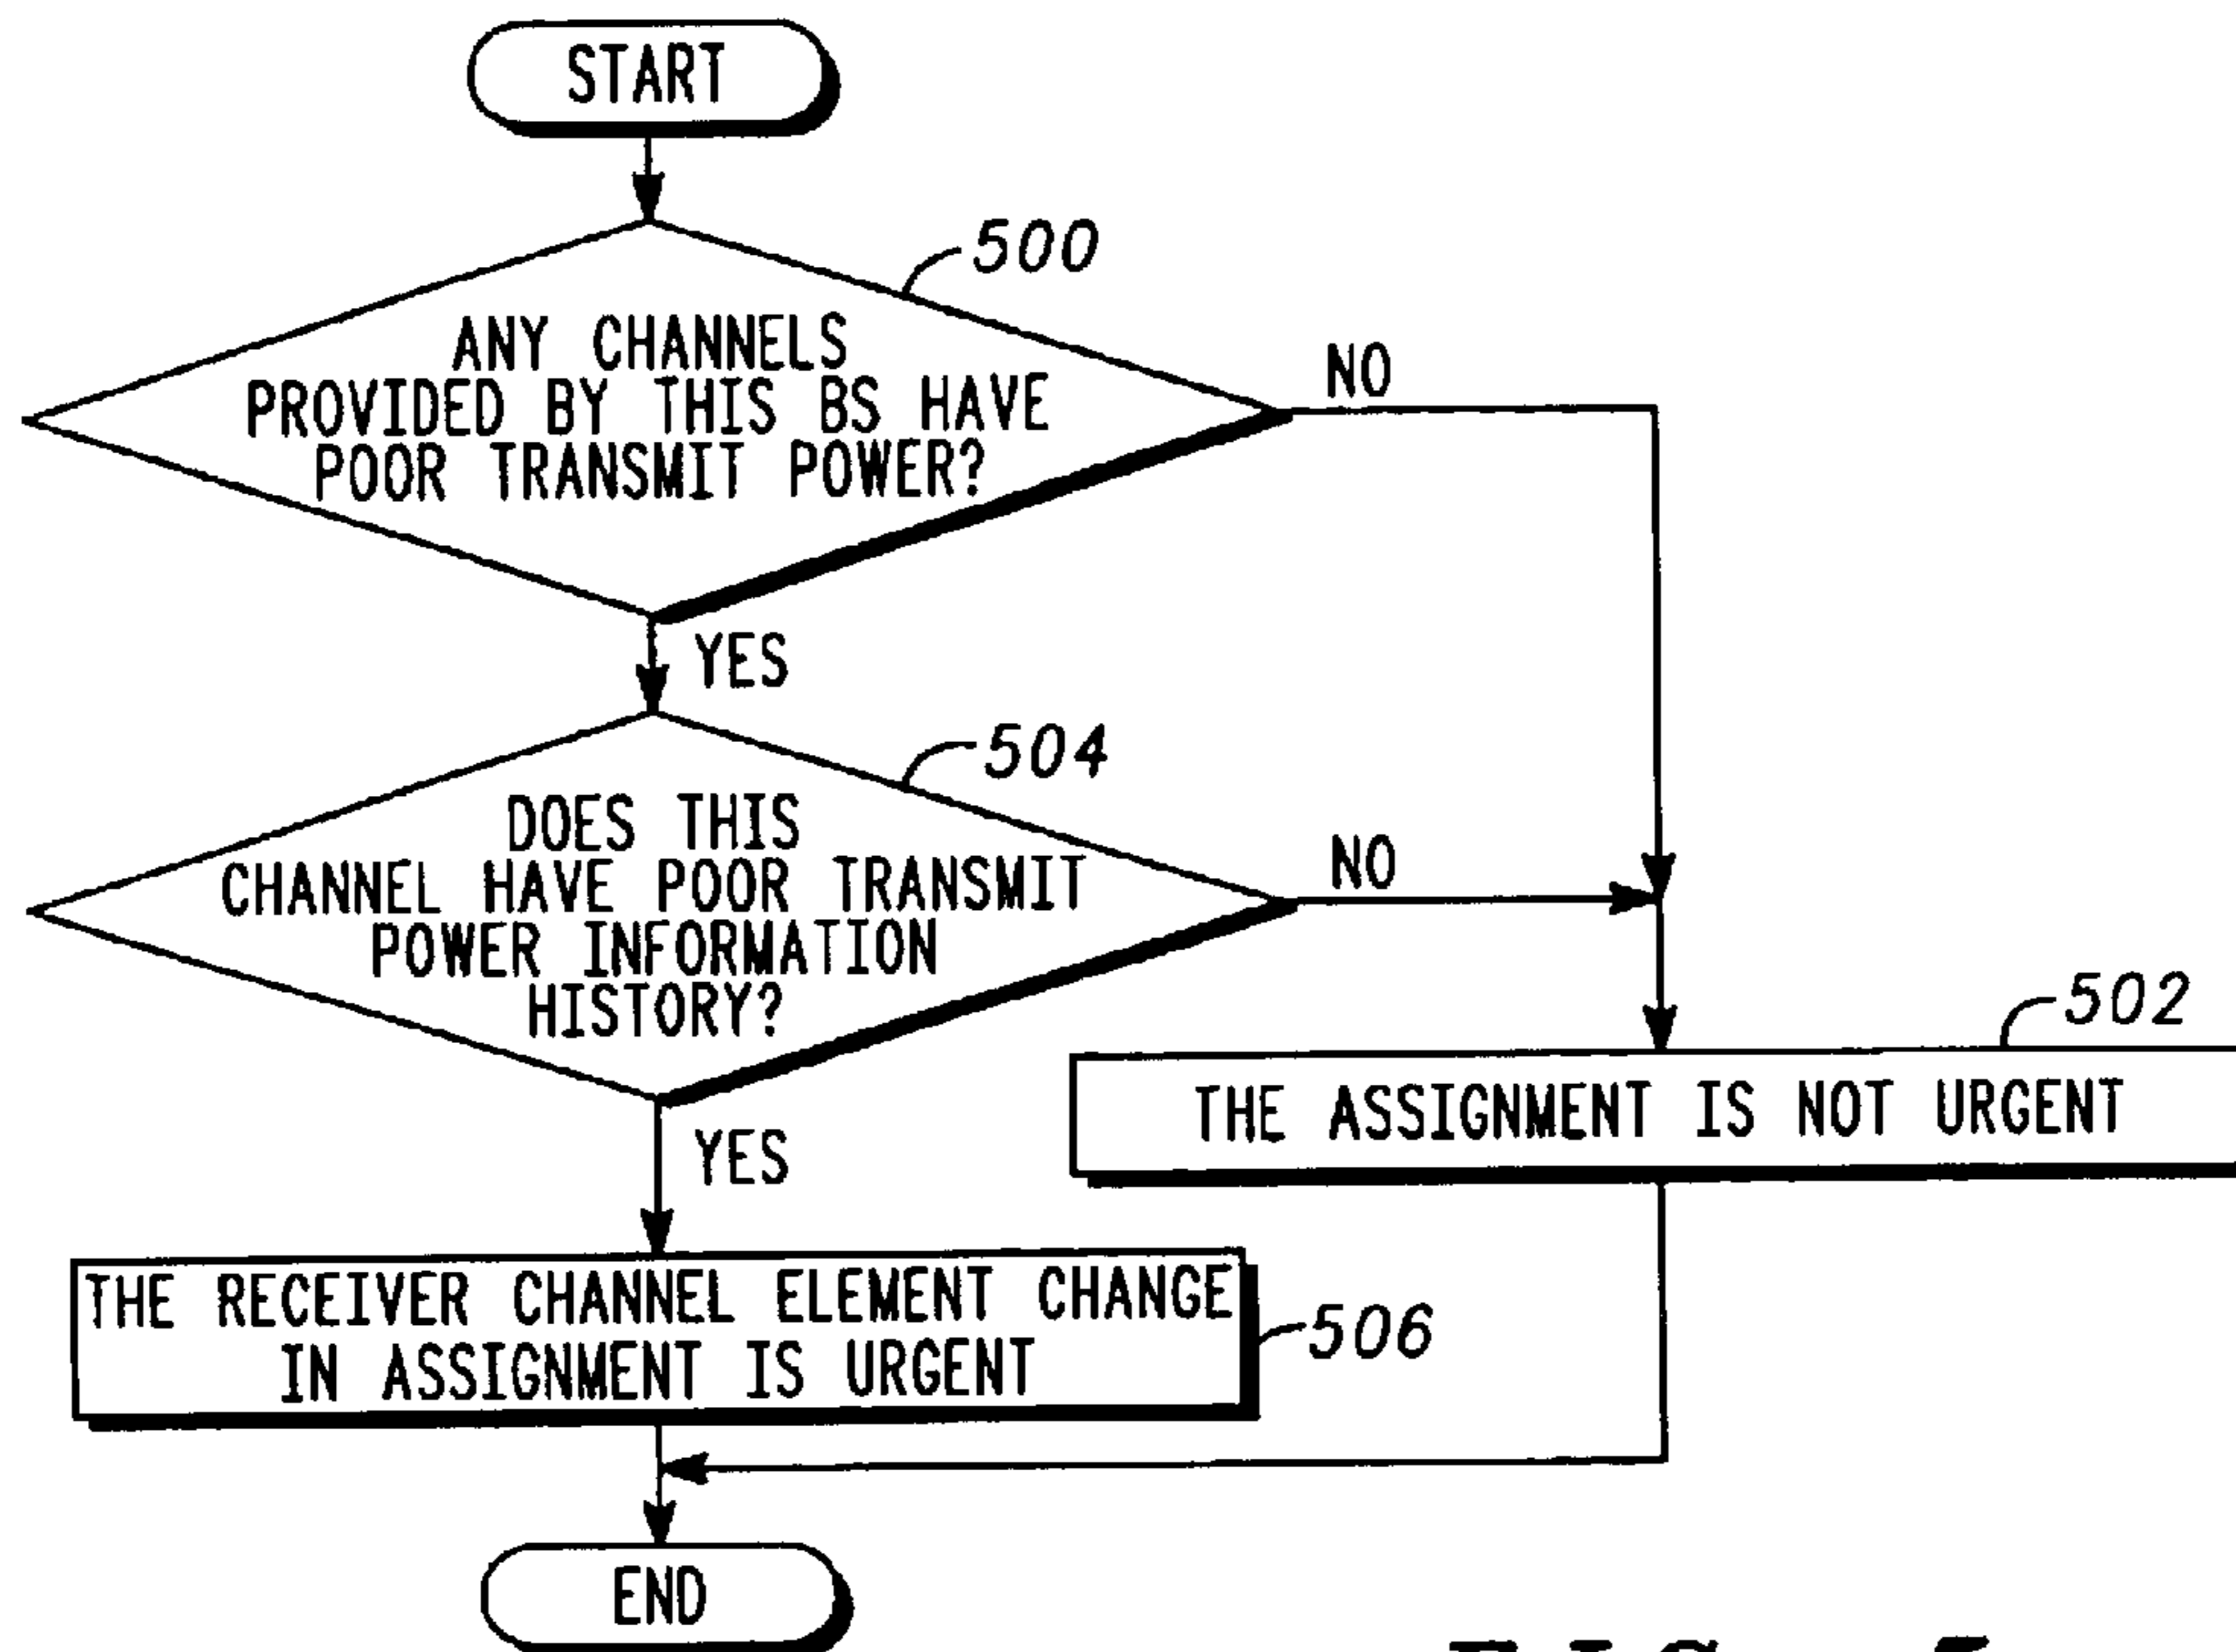 START
500
ANY CHANNELS
PROVIDED BY THIS BS HAVE
POOR TRANSMIT POWER?
NO
YES
504
DOES THIS
CHANNEL HAVE POOR TRANSMIT
POWER INFORMATION
HISTORY?
NO
502
THE ASSIGNMENT IS NOT URGENT
YES
THE RECEIVER CHANNEL ELEMENT CHANGE
IN ASSIGNMENT IS URGENT
506
END